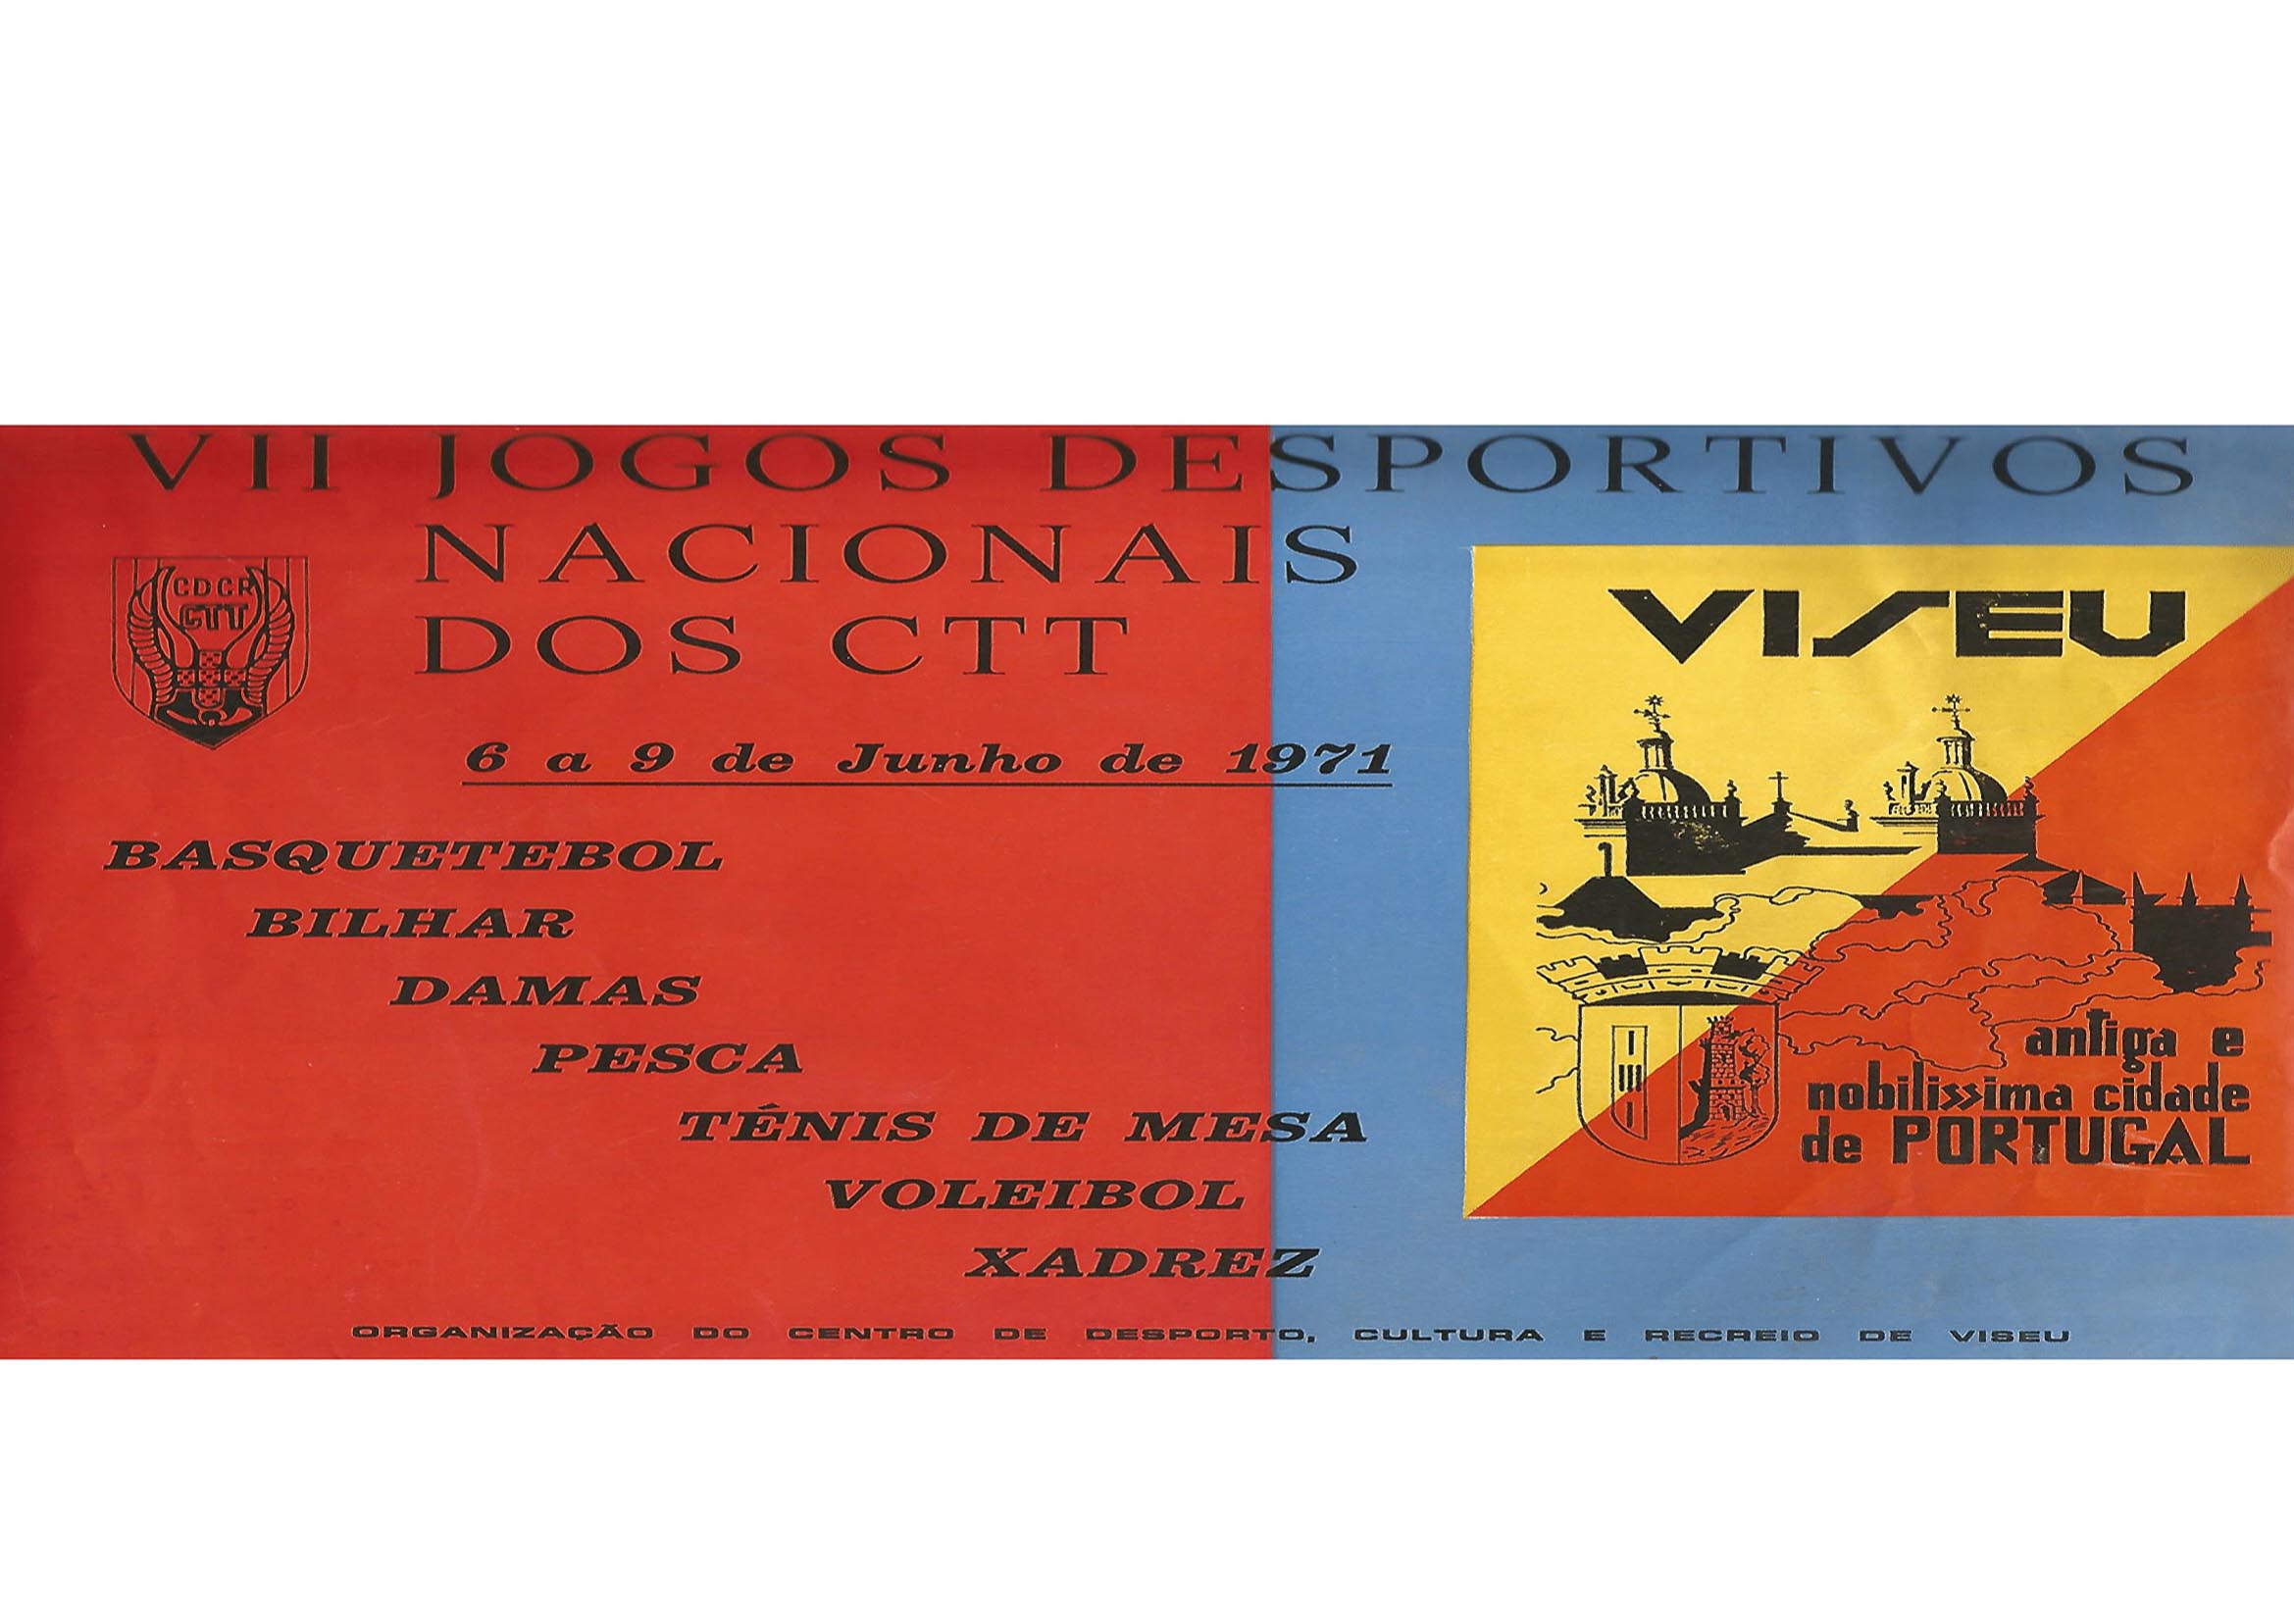 VII JOGOS DESPORTIVOS
NACIONAIS
DOS CTT
CDCR
CTT
6 a 9 de Junho de 1971
BASQUETEBOL
BILHAR
DAMAS
PESCA
TÉNIS DE MESA
VOLEIBOL
XADREZ
VISEU
antiga e
nobilissima cidade
de PORTUGAL
ORGANIZAÇÃO DO CENTRO DE DESPORTO, CULTURA E RECREIO DE VISEU